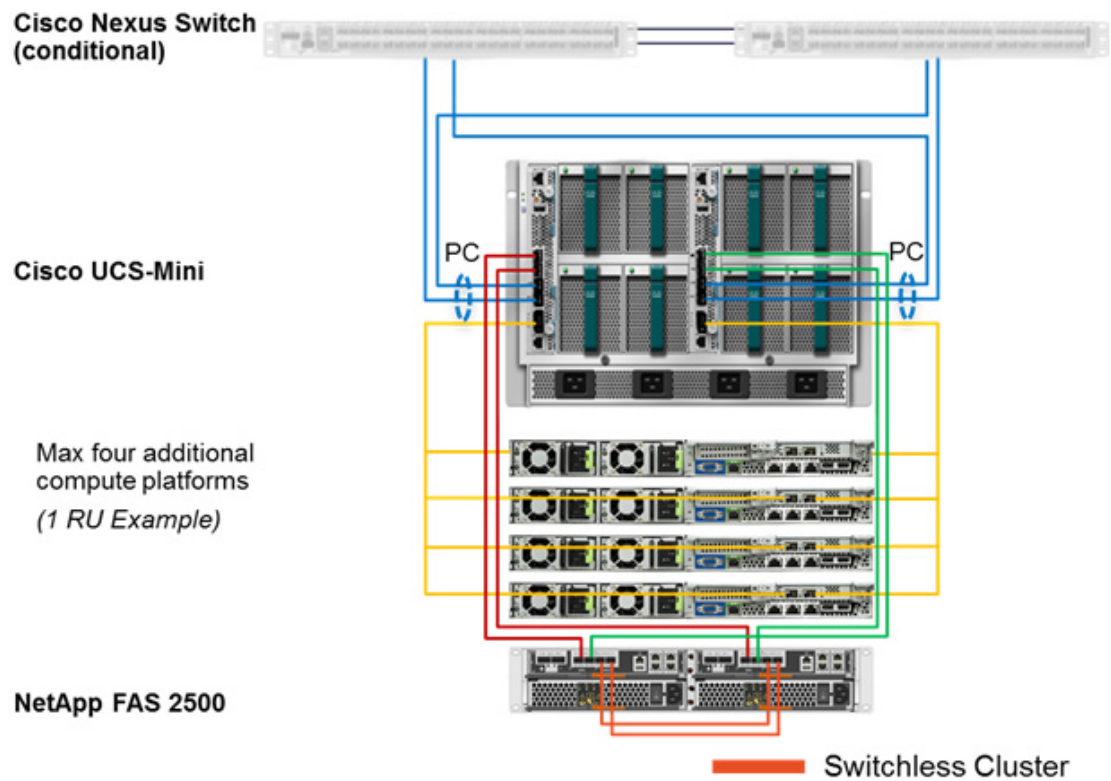 Cisco Nexus Switch
(conditional)
PC
PC
Cisco UCS-Mini
Max four additional
compute platforms
(1 RU Example)
NetApp FAS 2500
Switchless Cluster